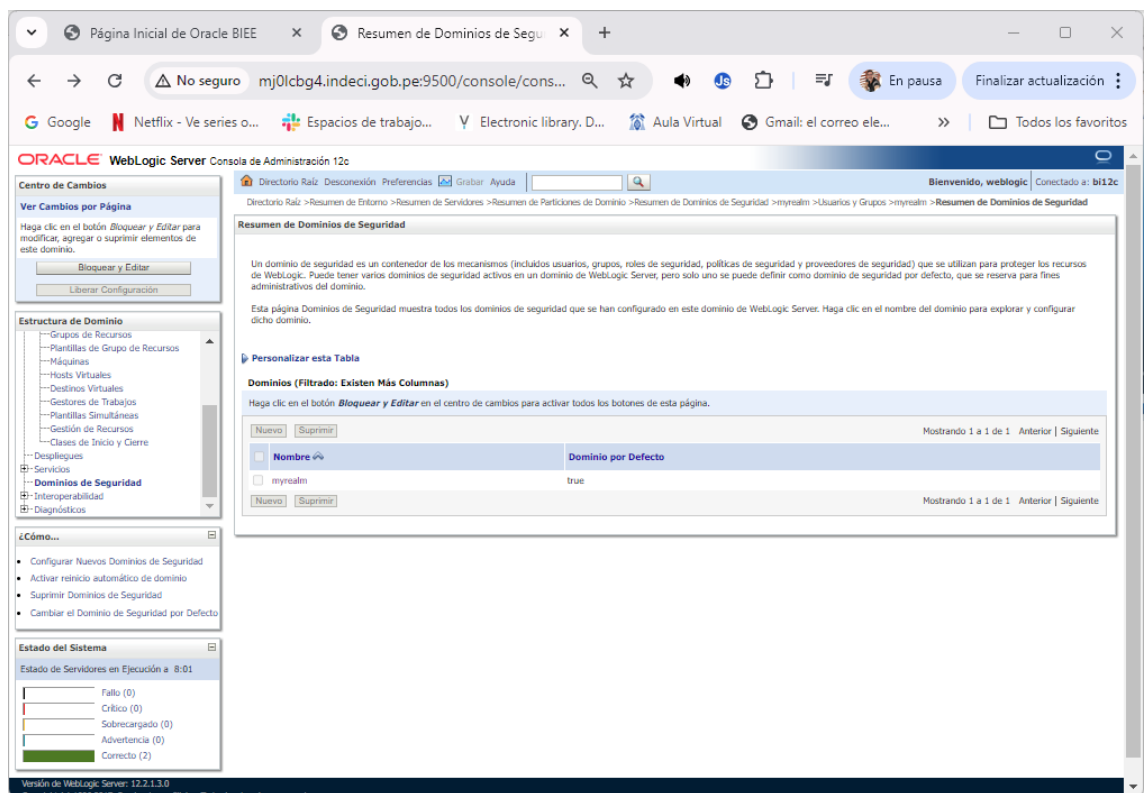 Página Inicial de Oracle BIEE
Resumen de Dominios de Segu
No seguro mj0lcbg4.indeci.gob.pe:9500/console/cons...
En pausa
Finalizar actualización
Google
Netflix - Ve series o...
Espacios de trabajo...
Electronic library. D...
Aula Virtual
Gmail: el correo ele...
Todos los favoritos
ORACLE WebLogic Server Consola de Administración 12c
Centro de Cambios
Ver Cambios por Página
Haga clic en el botón Bloquear y Editar para
modificar, agregar o suprimir elementos de
este dominio.
Bloquear y Editar
Liberar Configuración
Estructura de Dominio
Grupos de Recursos
Plantillas de Grupo de Recursos
Máquinas
Hosts Virtuales
Destinos Virtuales
Gestores de Trabajos
Plantillas Simultáneas
Gestión de Recursos
Clases de Inicio y Cierre
Despliegues
Servicios
Dominios de Seguridad
Interoperabilidad
Diagnósticos
¿Cómo...
Configurar Nuevos Dominios de Seguridad
Activar reinicio automático de dominio
Suprimir Dominios de Seguridad
Cambiar el Dominio de Seguridad por Defecto
Estado del Sistema
Estado de Servidores en Ejecución a 8:01
Fallo (0)
Crítico (0)
Sobrecargado (0)
Advertencia (0)
Correcto (2)
Directorio Raíz Desconexión Preferencias Grabar Ayuda
Bienvenido, weblogic Conectado a: bi12c
Directorio Raíz >Resumen de Entorno >Resumen de Servidores >Resumen de Particiones de Dominio >Resumen de Dominios de Seguridad >myrealm >Usuarios y Grupos >myrealm >Resumen de Dominios de Seguridad
Resumen de Dominios de Seguridad
Un dominio de seguridad es un contenedor de los mecanismos (incluidos usuarios, grupos, roles de seguridad, políticas de seguridad y proveedores de seguridad) que se utilizan para proteger los recursos
de WebLogic. Puede tener varios dominios de seguridad activos en un dominio de WebLogic Server, pero solo uno se puede definir como dominio de seguridad por defecto, que se reserva para fines
administrativos del dominio.
Esta página Dominios de Seguridad muestra todos los dominios de seguridad que se han configurado en este dominio de WebLogic Server. Haga clic en el nombre del dominio para explorar y configurar
dicho dominio.
Personalizar esta Tabla
Dominios (Filtrado: Existen Más Columnas)
Haga clic en el botón Bloquear y Editar en el centro de cambios para activar todos los botones de esta página.
Nuevo Suprimir Mostrando 1 a 1 de 1 Anterior | Siguiente
Nombre Dominio por Defecto
myrealm true
Nuevo Suprimir Mostrando 1 a 1 de 1 Anterior | Siguiente
Versión de WebLogic Server: 12.2.1.3.0